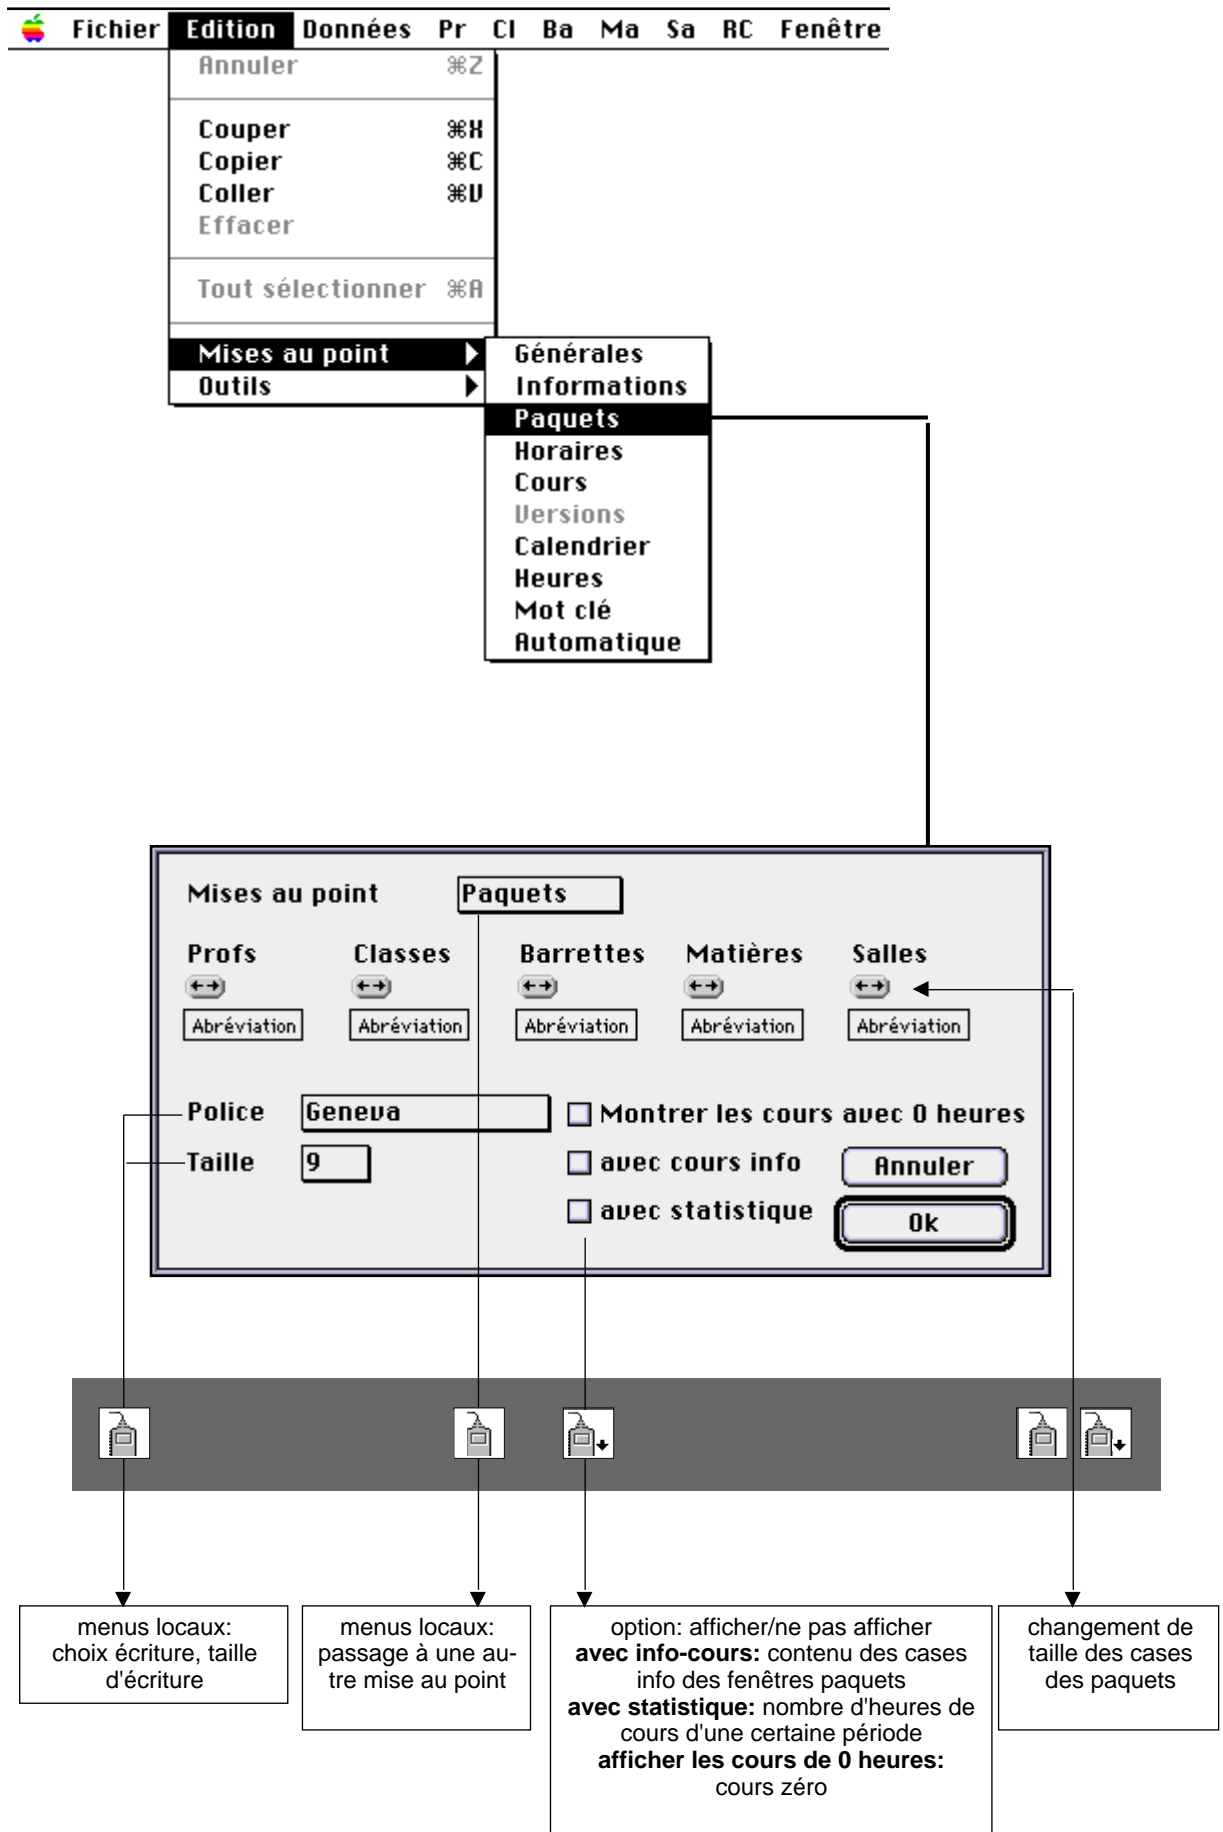 Fichier Edition Données Pr Cl Ba Ma Sa RC Fenêtre
Annuler ⌘Z
Couper ⌘X
Copier ⌘C
Coller ⌘V
Effacer
Tout sélectionner ⌘A
Mises au point
Outils
Générales
Informations
Paquets
Horaires
Cours
Versions
Calendrier
Heures
Mot clé
Automatique
Mises au point Paquets
Profs Classes Barrettes Matières Salles
Abréviation Abréviation Abréviation Abréviation Abréviation
Police Geneva Montrer les cours avec 0 heures
Taille 9 avec cours info Annuler
avec statistique Ok
menus locaux:
choix écriture, taille
d'écriture
menus locaux:
passage à une au-
tre mise au point
option: afficher/ne pas afficher
avec info-cours: contenu des cases
info des fenêtres paquets
avec statistique: nombre d'heures de
cours d'une certaine période
afficher les cours de 0 heures:
cours zéro
changement de
taille des cases
des paquets